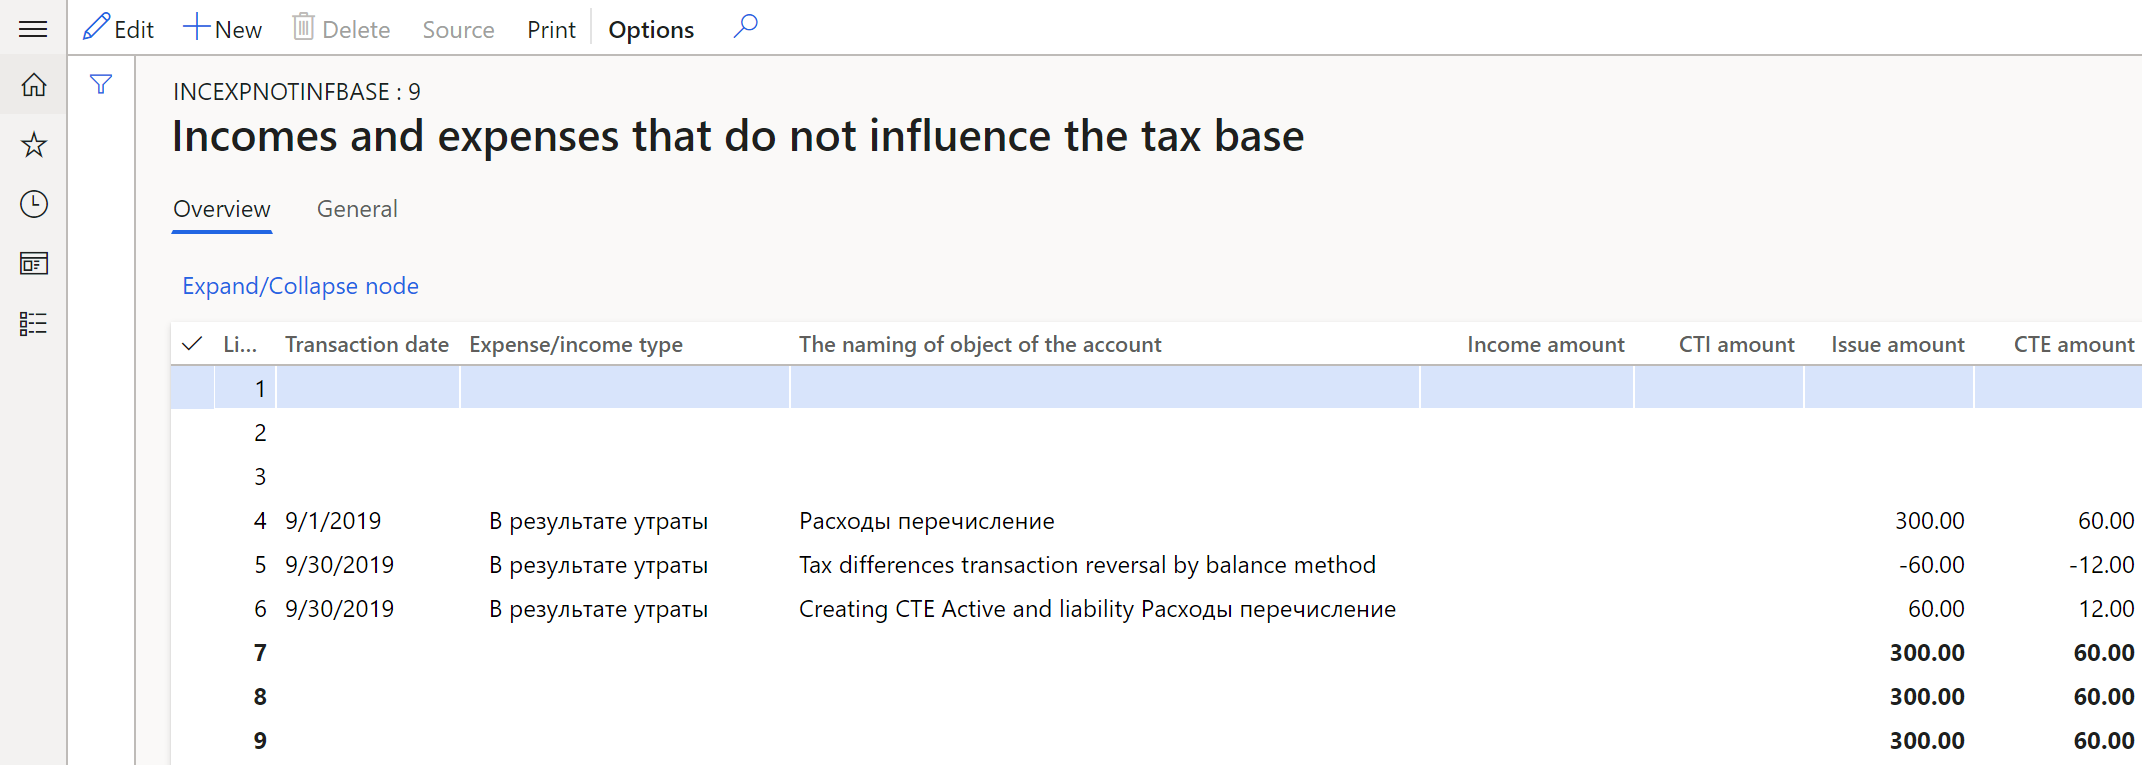 Edit New Delete Source Print Options
INCEXPNOTINFBASE : 9
Incomes and expenses that do not influence the tax base
Overview General
Expand/Collapse node
Li... Transaction date Expense/income type The naming of object of the account Income amount CTI amount Issue amount CTE amount
1
2
3
4 9/1/2019 В результате утраты Расходы перечисление 300.00 60.00
5 9/30/2019 В результате утраты Tax differences transaction reversal by balance method -60.00 -12.00
6 9/30/2019 В результате утраты Creating CTE Active and liability Расходы перечисление 60.00 12.00
7 300.00 60.00
8 300.00 60.00
9 300.00 60.00